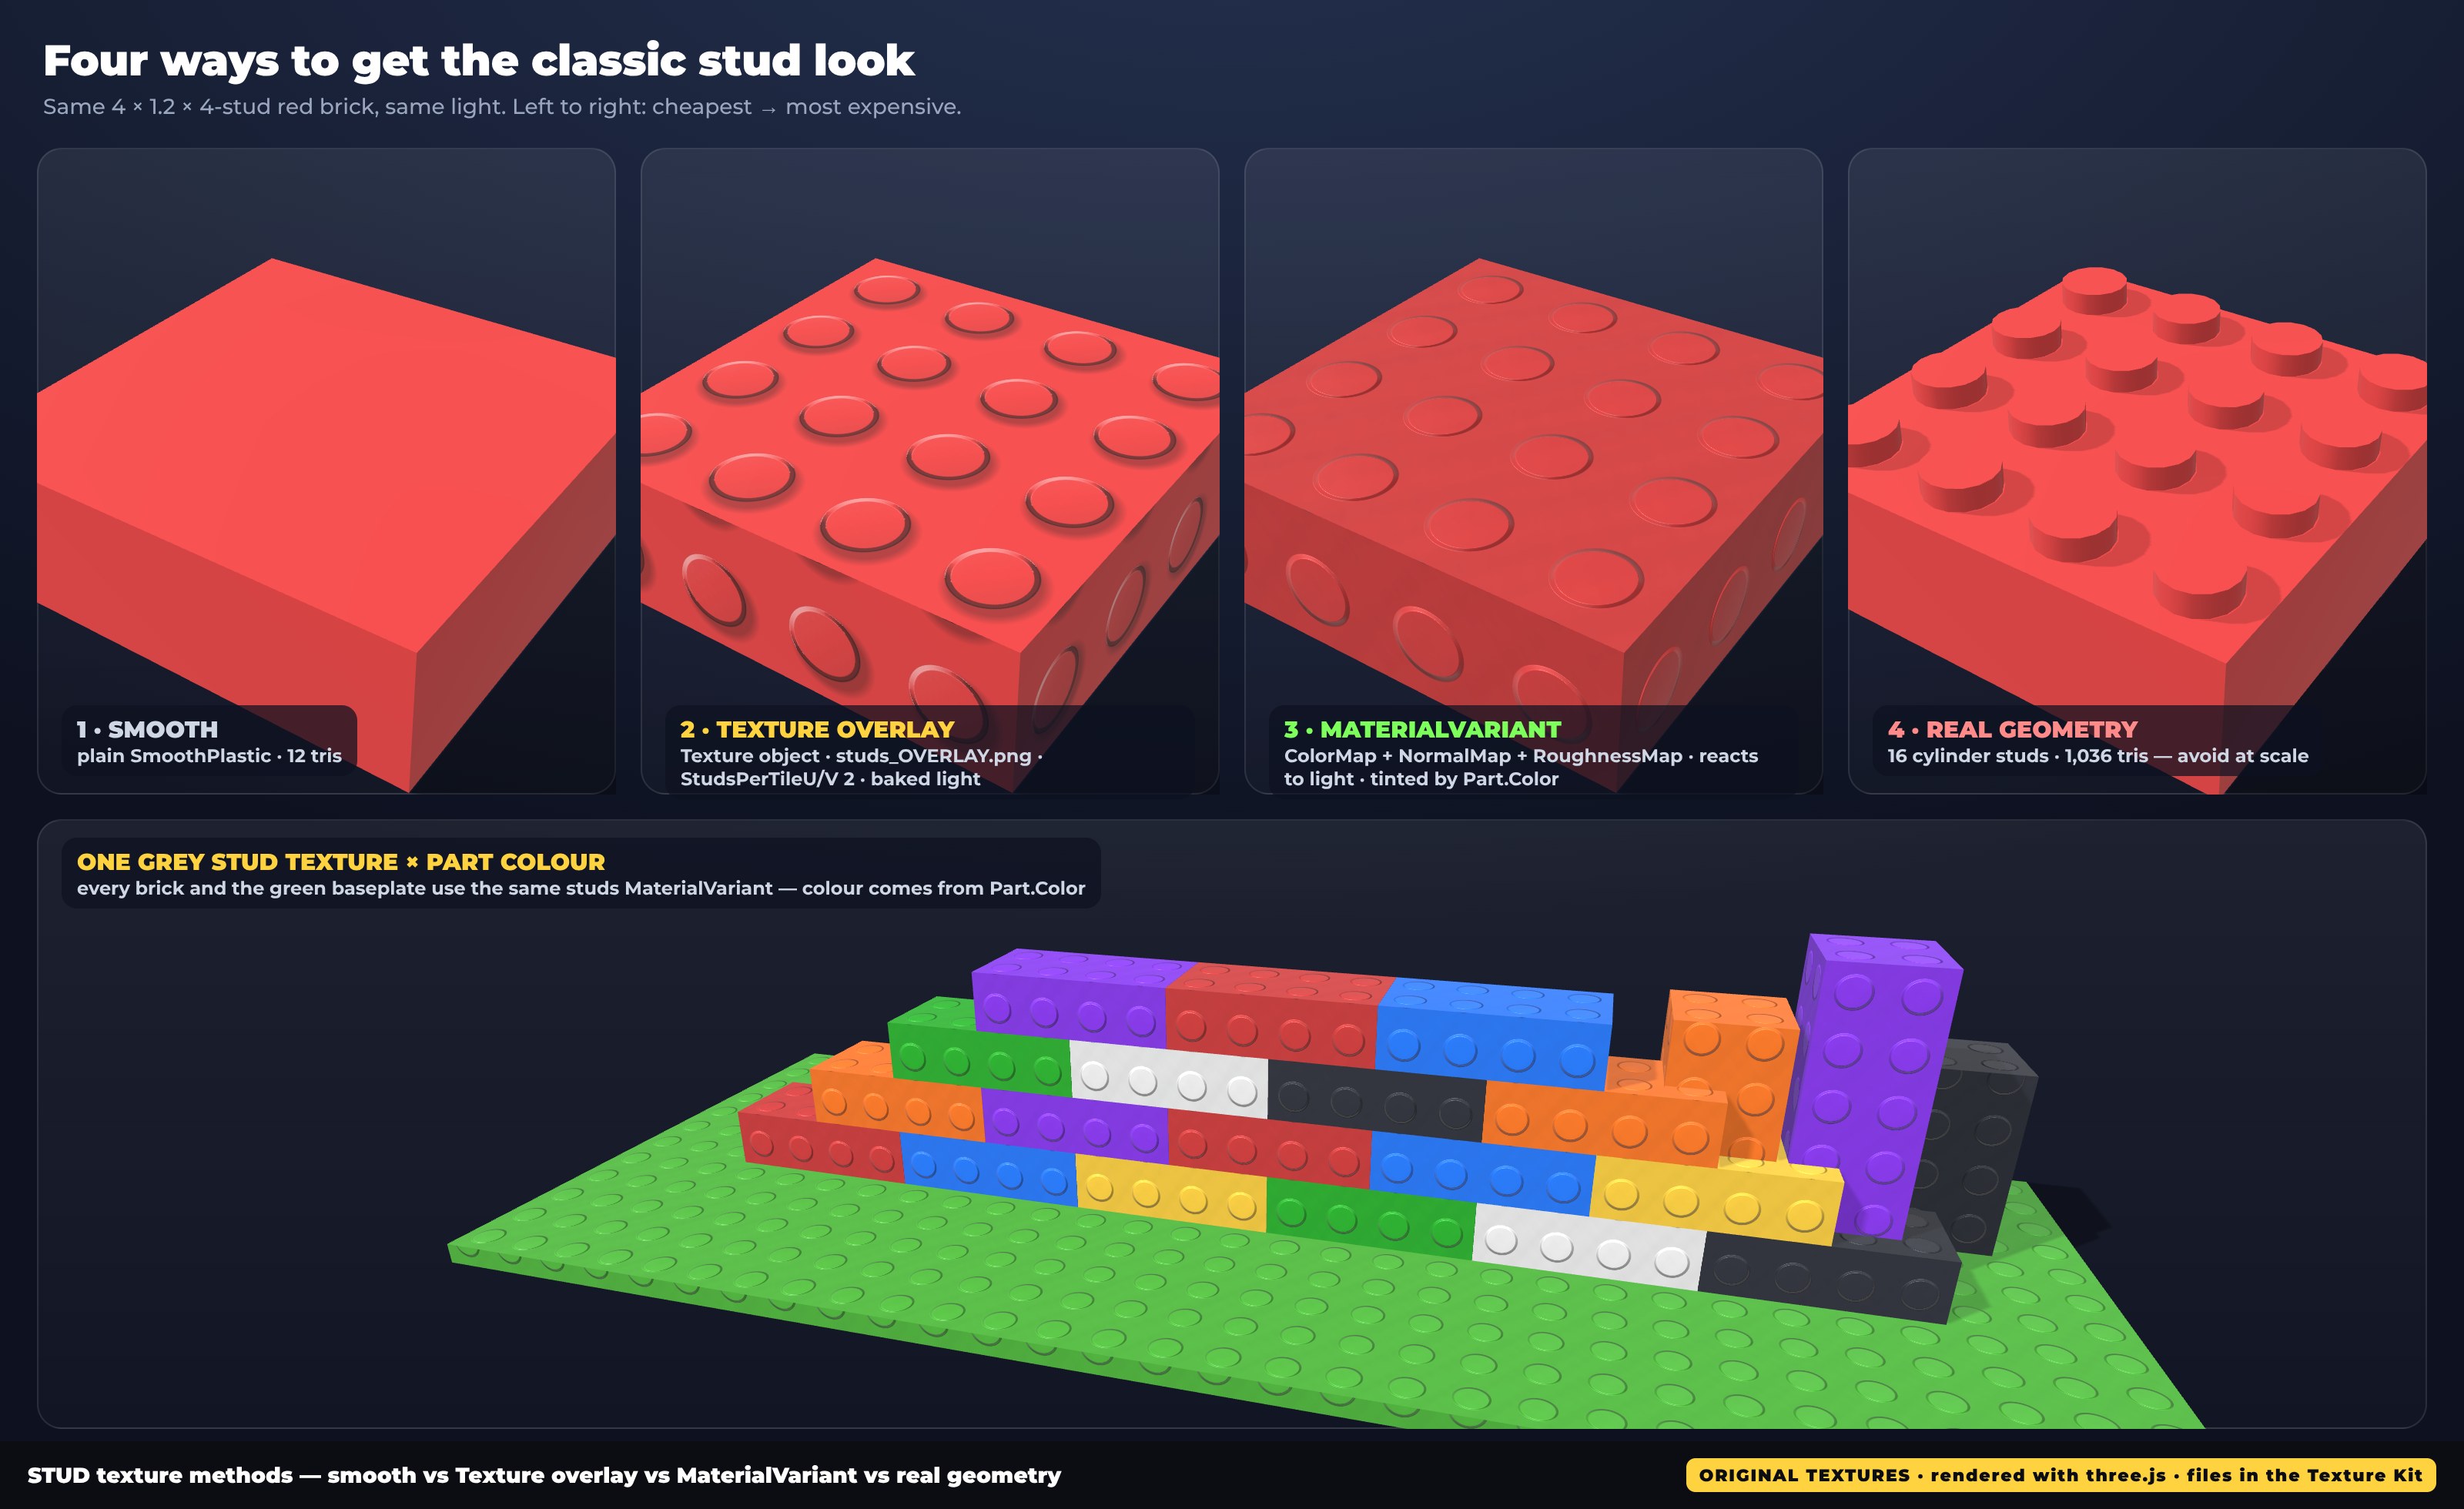 Four ways to get the classic stud look
Same 4 × 1.2 × 4-stud red brick, same light. Left to right: cheapest → most expensive.
1 · SMOOTH
plain SmoothPlastic · 12 tris
2 · TEXTURE OVERLAY
Texture object · studs_OVERLAY.png ·
StudsPerTileU/V 2 · baked light
3 · MATERIALVARIANT
ColorMap + NormalMap + RoughnessMap · reacts
to light · tinted by Part.Color
4 · REAL GEOMETRY
16 cylinder studs · 1,036 tris — avoid at scale
ONE GREY STUD TEXTURE × PART COLOUR
every brick and the green baseplate use the same studs MaterialVariant — colour comes from Part.Color
STUD texture methods — smooth vs Texture overlay vs MaterialVariant vs real geometry
ORIGINAL TEXTURES · rendered with three.js · files in the Texture Kit